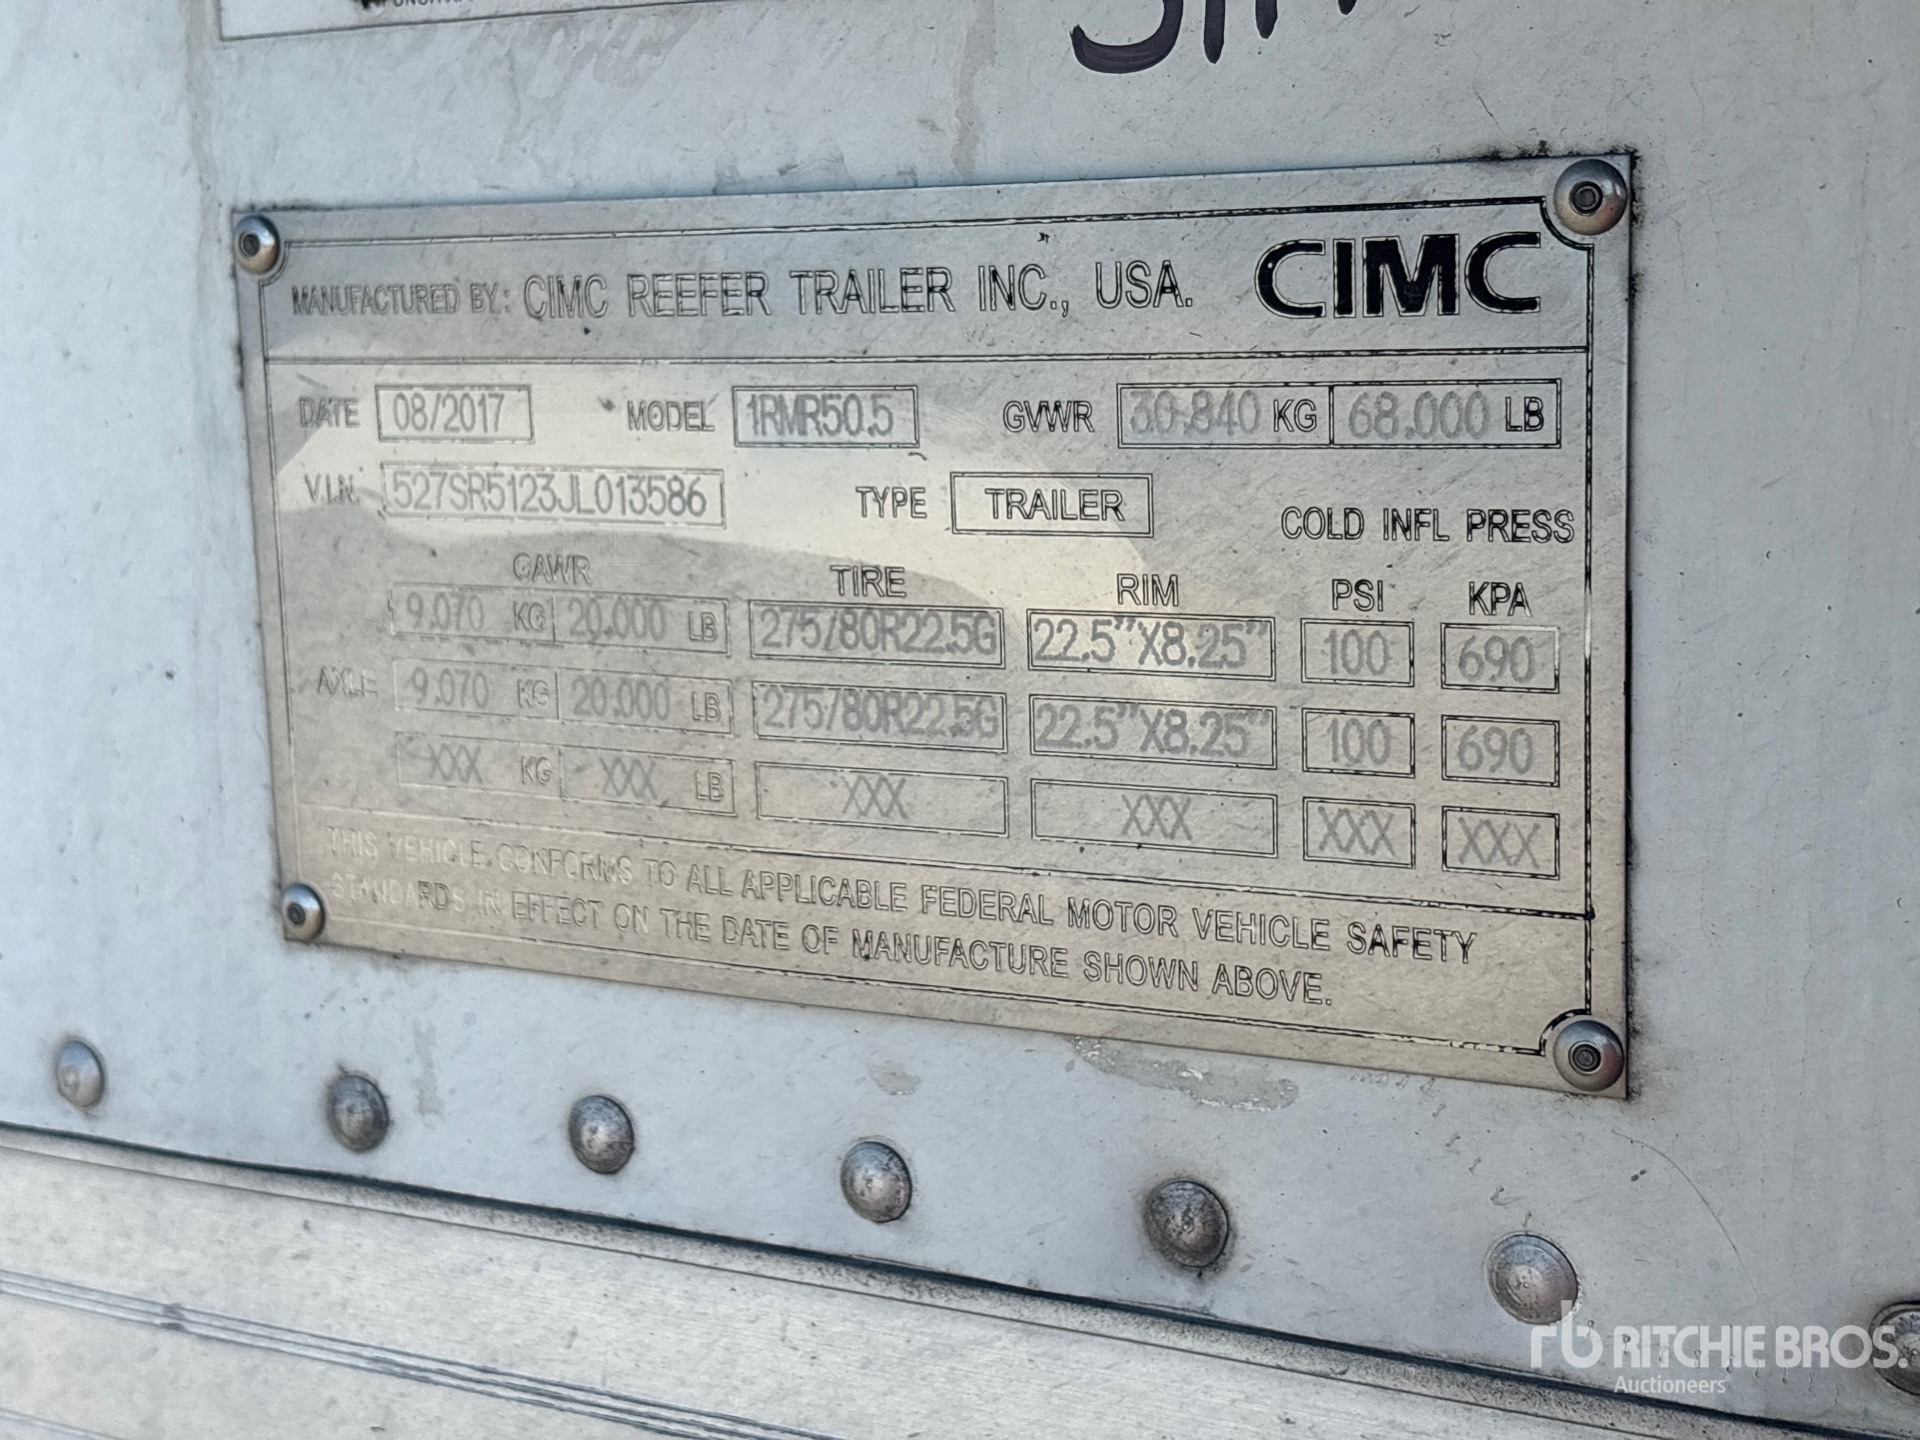 MANUFACTURED BY: CIMC REEFER TRAILER INC., USA. CIMC
DATE 08/2017 MODEL 1RMR50.5 GVWR 30.840 KG 68.000 LB
V.I.N. 527SR5123JL013586 TYPE TRAILER COLD INFL PRESS
GAWR TIRE RIM PSI KPA
9.070 KG 20.000 LB 275/80R22.5G 22.5"X8.25" 100 690
AXLE 9.070 KG 20.000 LB 275/80R22.5G 22.5"X8.25" 100 690
XXX KG XXX LB XXX XXX XXX XXX
THIS VEHICLE CONFORMS TO ALL APPLICABLE FEDERAL MOTOR VEHICLE SAFETY
STANDARDS IN EFFECT ON THE DATE OF MANUFACTURE SHOWN ABOVE.
rb RITCHIE BROS.
Auctioneers